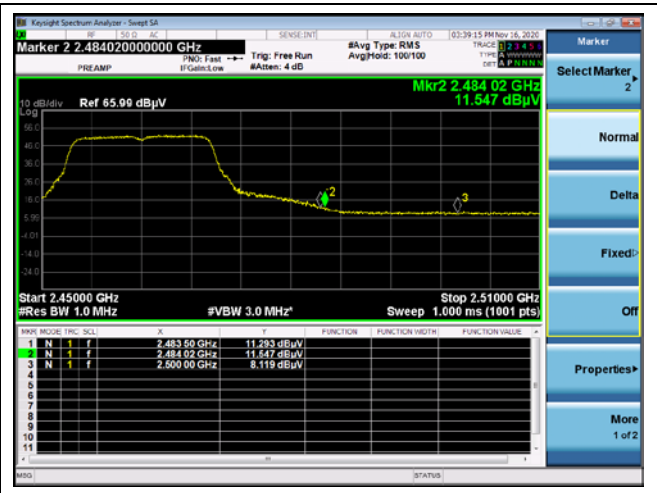 Keysight Spectrum Analyzer - Swept SA
RF 50 Ω AC SENSE:INT ALIGN AUTO 03:39:15 PM Nov 16, 2020
Marker 2 2.484020000000 GHz
PREAMP
PNO: Fast
IFGain:Low
Trig: Free Run
#Atten: 4 dB
#Avg Type: RMS
Avg|Hold: 100/100
TRACE 1 2 3 4 5 6
TYPE A WWWWW
DET A P N N N N
Mkr2 2.484 02 GHz
11.547 dBµV
10 dB/div Ref 65.99 dBµV
Log
56.0
46.0
36.0
26.0
16.0
5.99
-4.01
-14.0
-24.0
2
3
Start 2.45000 GHz Stop 2.51000 GHz
#Res BW 1.0 MHz #VBW 3.0 MHz* Sweep 1.000 ms (1001 pts)
MKR MODE TRC SCL X Y FUNCTION FUNCTION WIDTH FUNCTION VALUE
1 N 1 f 2.483 50 GHz 11.293 dBµV
2 N 1 f 2.484 02 GHz 11.547 dBµV
3 N 1 f 2.500 00 GHz 8.119 dBµV
4
5
6
7
8
9
10
11
MSG STATUS
Marker
Select Marker
2
Normal
Delta
Fixed
Off
Properties
More
1 of 2